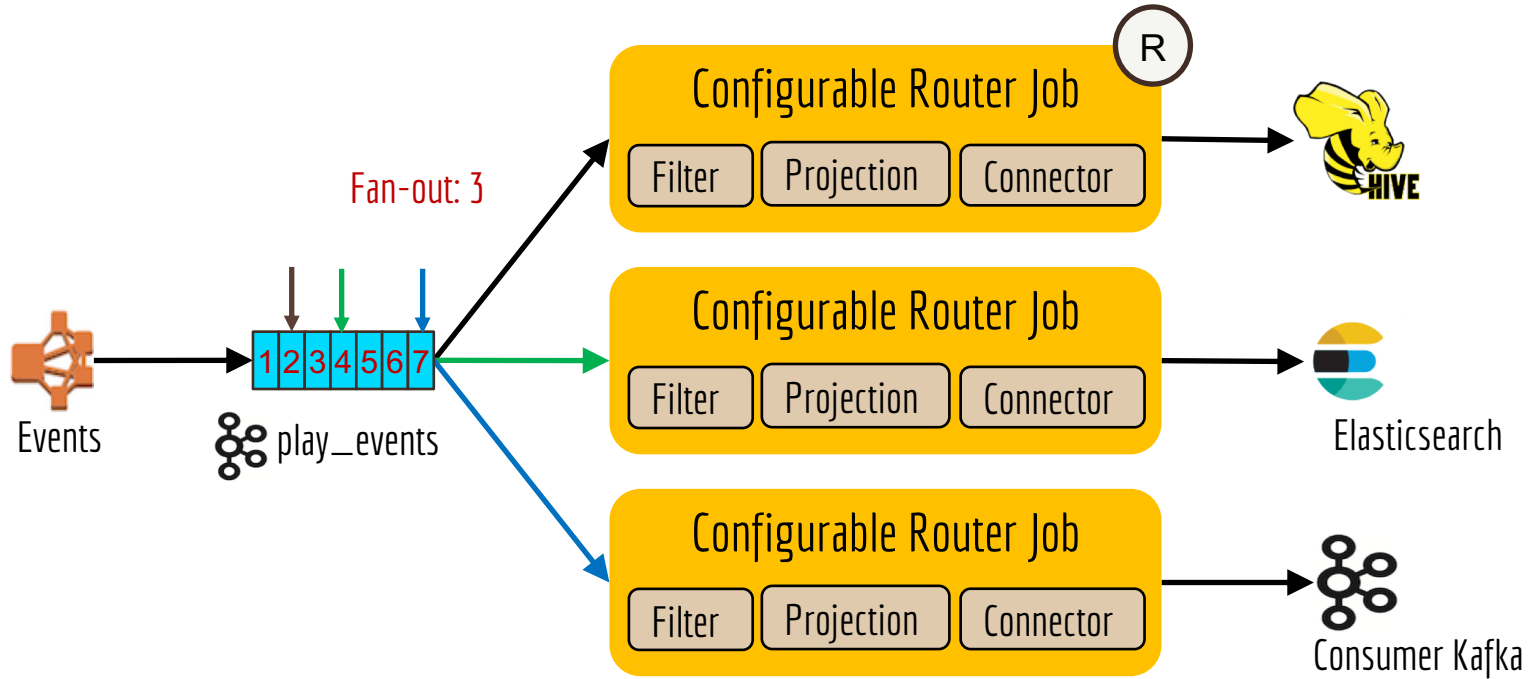 R
Configurable Router Job
Filter Projection Connector
HIVE
Fan-out: 3
Configurable Router Job
Filter Projection Connector
1 2 3 4 5 6 7
Events
play_events
Elasticsearch
Configurable Router Job
Filter Projection Connector
Consumer Kafka